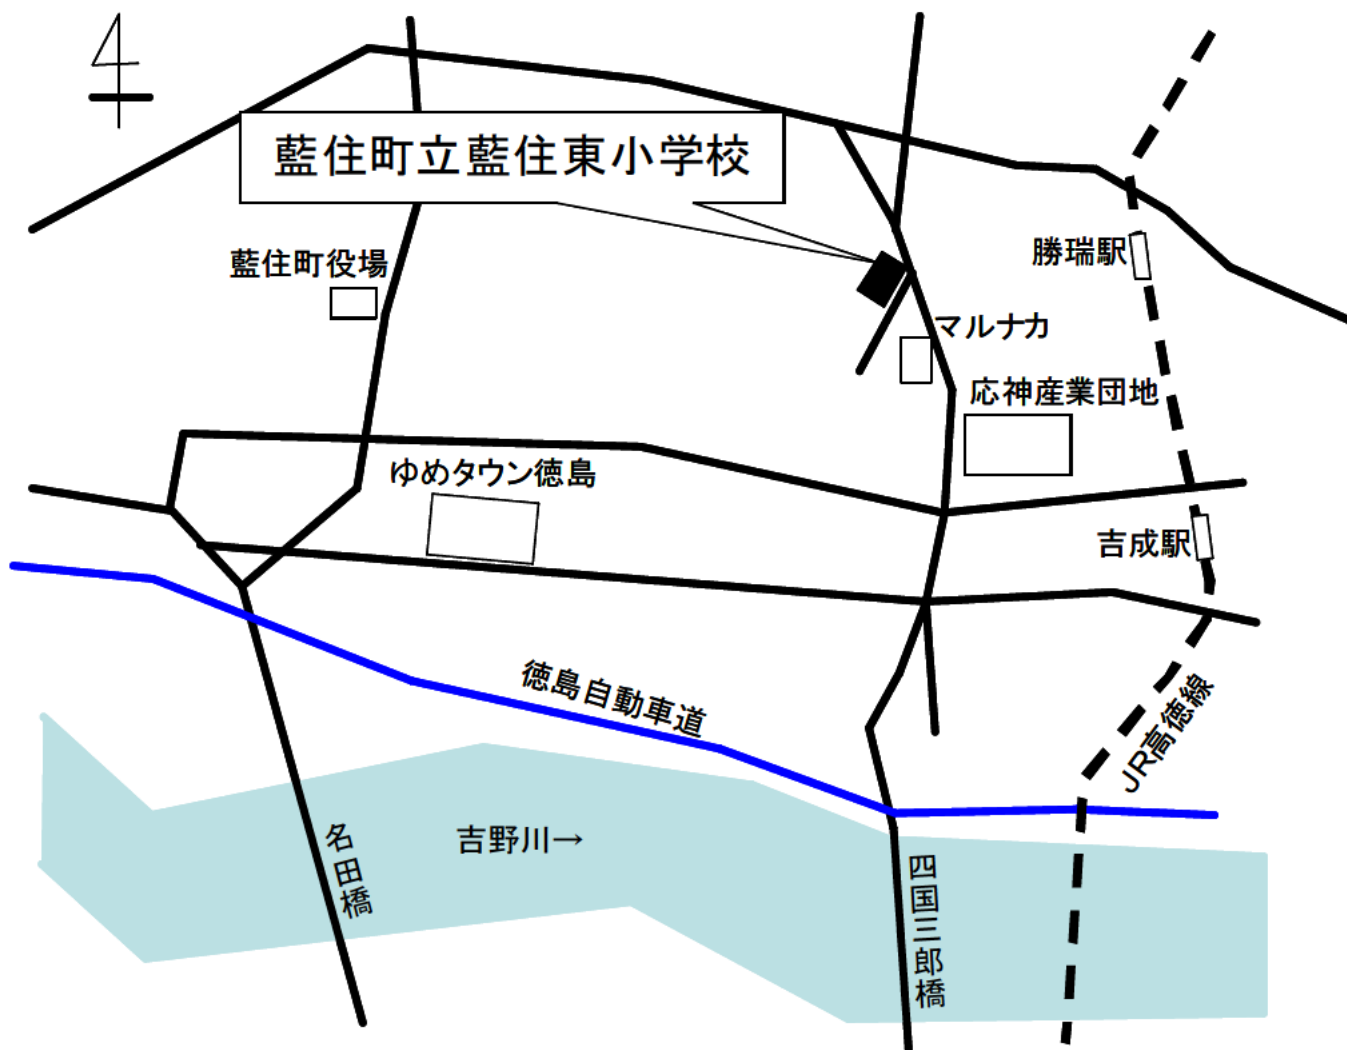 藍住町立藍住東小学校
藍住町役場
勝瑞駅
マルナカ
応神産業団地
ゆめタウン徳島
吉成駅
徳島自動車道
JR高徳線
吉野川→
名田橋
四国三郎橋